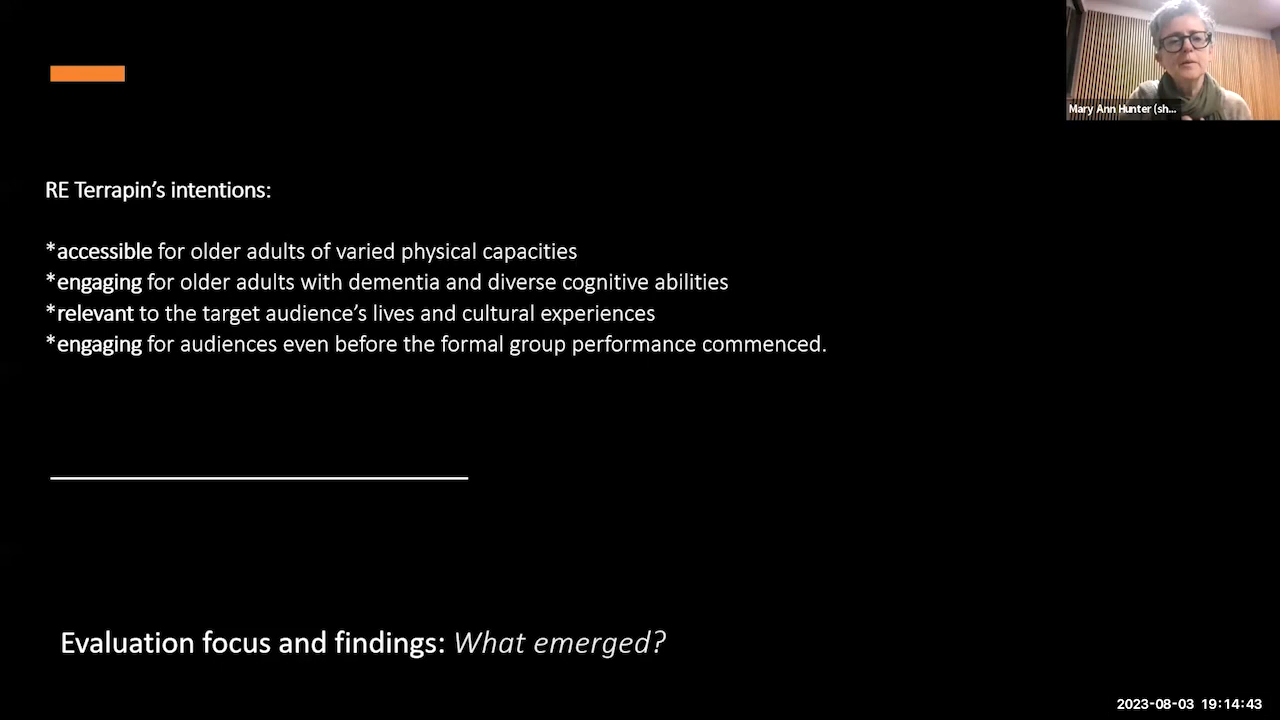 Mary Ann Hunter (sh...
RE Terrapin’s intentions:
*accessible for older adults of varied physical capacities
*engaging for older adults with dementia and diverse cognitive abilities
*relevant to the target audience’s lives and cultural experiences
*engaging for audiences even before the formal group performance commenced.
Evaluation focus and findings: What emerged?
2023-08-03 19:14:43